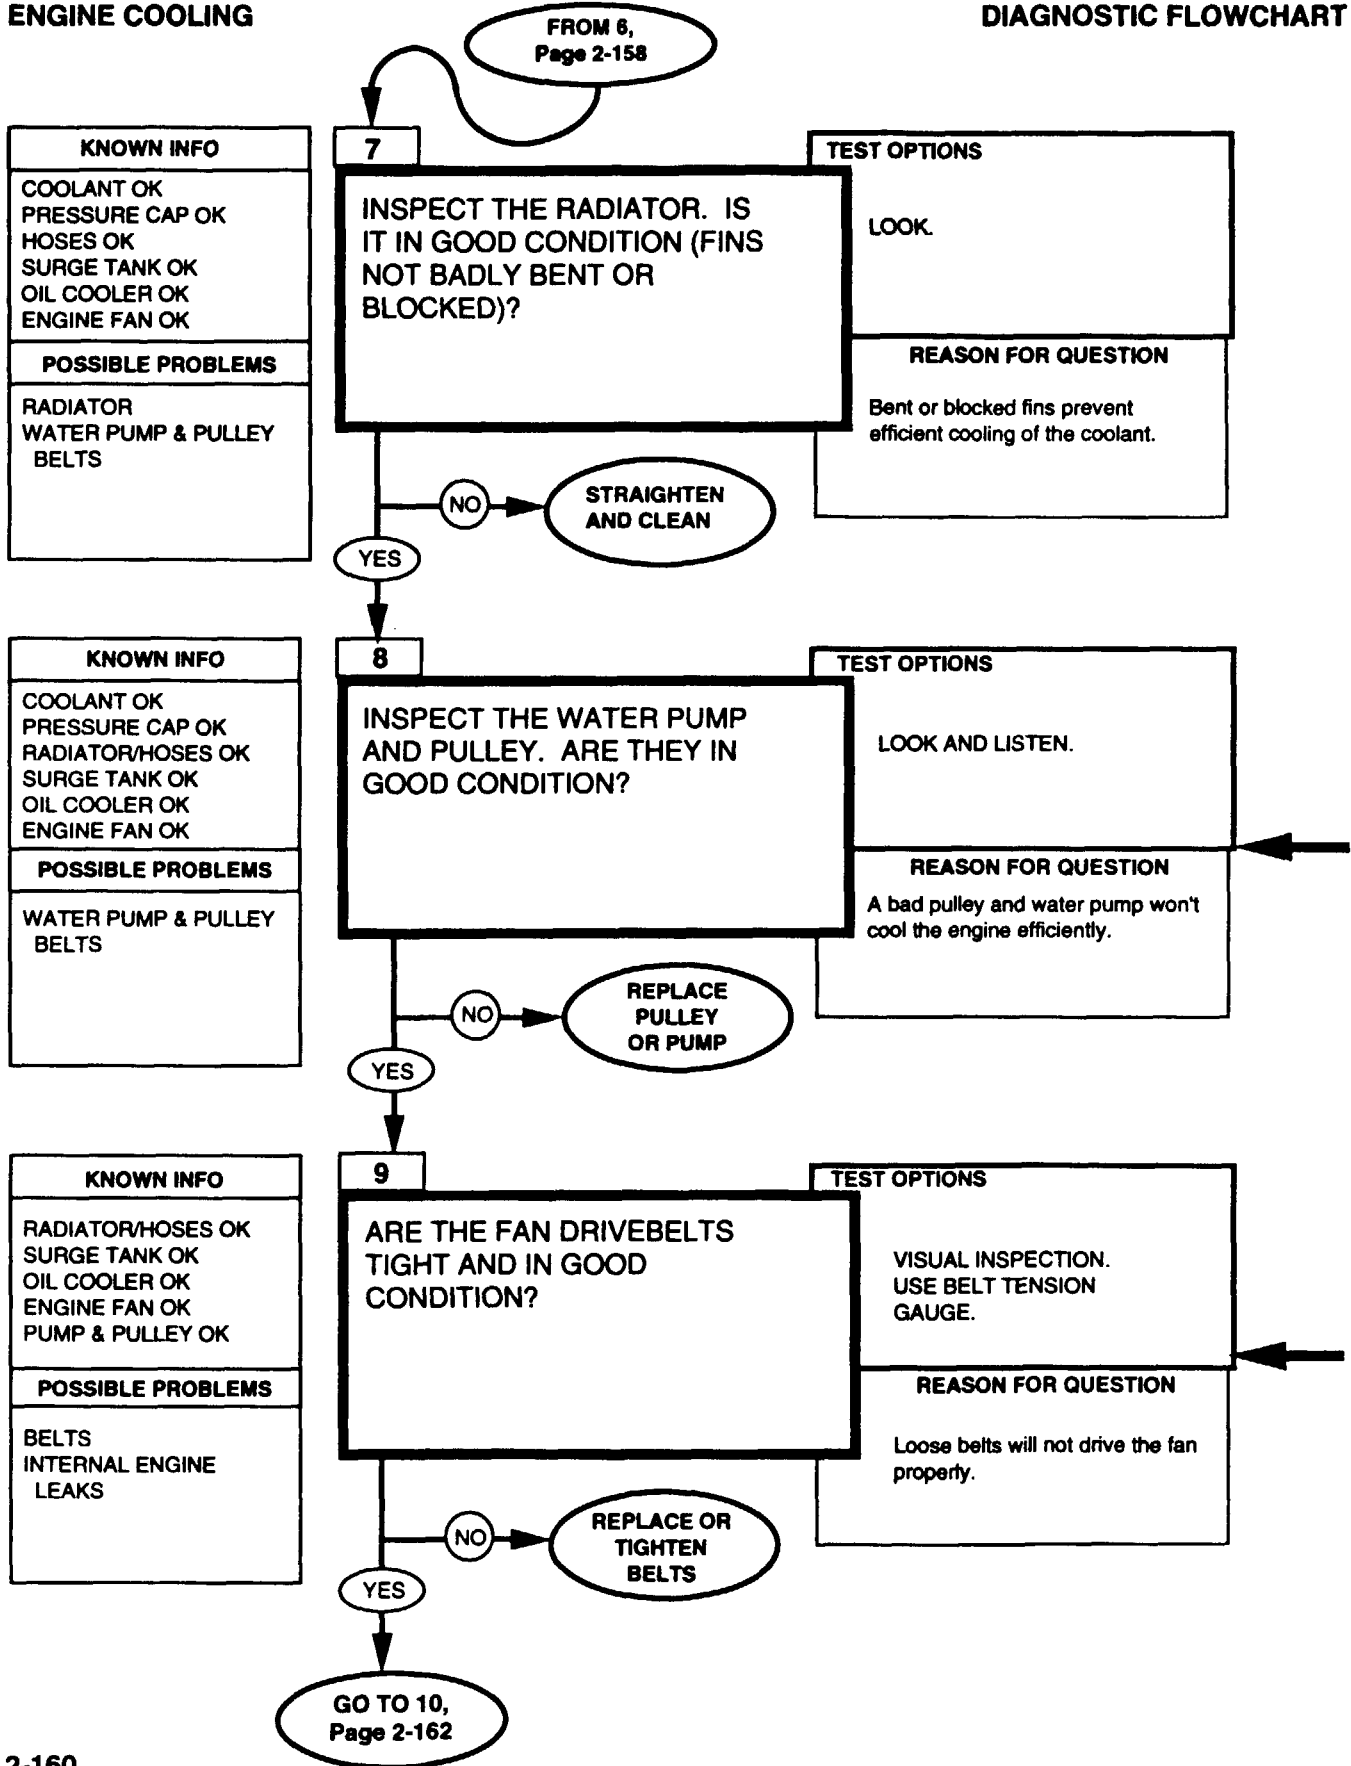 ENGINE COOLING
DIAGNOSTIC FLOWCHART
FROM 6,
Page 2-158
KNOWN INFO
COOLANT OK
PRESSURE CAP OK
HOSES OK
SURGE TANK OK
OIL COOLER OK
ENGINE FAN OK
POSSIBLE PROBLEMS
RADIATOR
WATER PUMP & PULLEY
BELTS
7
INSPECT THE RADIATOR. IS
IT IN GOOD CONDITION (FINS
NOT BADLY BENT OR
BLOCKED)?
TEST OPTIONS
LOOK.
REASON FOR QUESTION
Bent or blocked fins prevent
efficient cooling of the coolant.
NO
STRAIGHTEN
AND CLEAN
YES
KNOWN INFO
COOLANT OK
PRESSURE CAP OK
RADIATOR/HOSES OK
SURGE TANK OK
OIL COOLER OK
ENGINE FAN OK
POSSIBLE PROBLEMS
WATER PUMP & PULLEY
BELTS
8
INSPECT THE WATER PUMP
AND PULLEY. ARE THEY IN
GOOD CONDITION?
TEST OPTIONS
LOOK AND LISTEN.
REASON FOR QUESTION
A bad pulley and water pump won't
cool the engine efficiently.
NO
REPLACE
PULLEY
OR PUMP
YES
KNOWN INFO
RADIATOR/HOSES OK
SURGE TANK OK
OIL COOLER OK
ENGINE FAN OK
PUMP & PULLEY OK
POSSIBLE PROBLEMS
BELTS
INTERNAL ENGINE
LEAKS
9
ARE THE FAN DRIVEBELTS
TIGHT AND IN GOOD
CONDITION?
TEST OPTIONS
VISUAL INSPECTION.
USE BELT TENSION
GAUGE.
REASON FOR QUESTION
Loose belts will not drive the fan
properly.
NO
REPLACE OR
TIGHTEN
BELTS
YES
GO TO 10,
Page 2-162
2-160